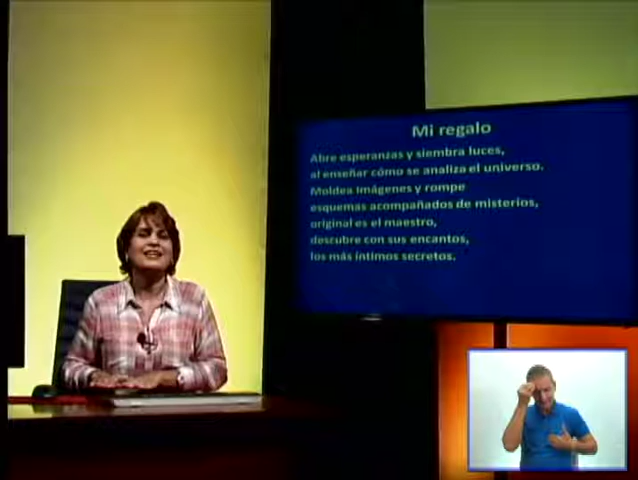 Mi regalo
Abre esperanzas y siembra luces,
al enseñar cómo se analiza el universo.
Moldea imágenes y rompe
esquemas acompañados de misterios,
original es el maestro,
descubre con sus encantos,
los más íntimos secretos.